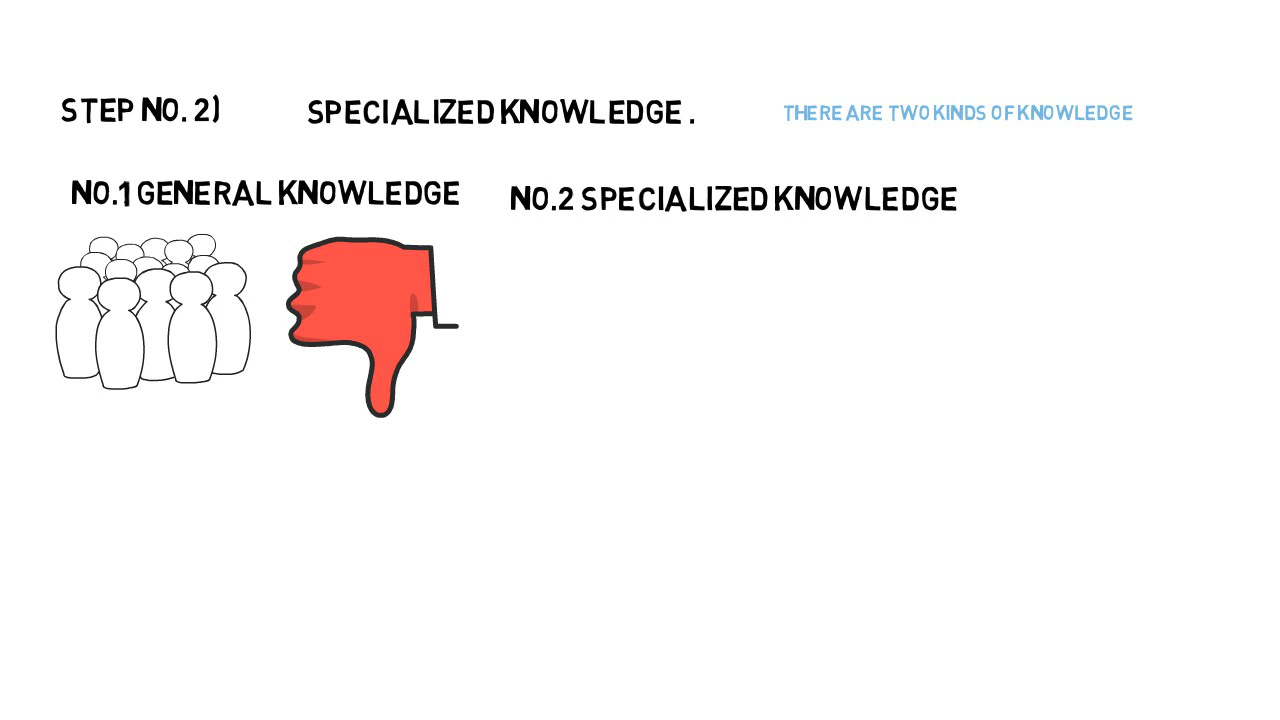 STEP NO. 2) SPECIALIZED KNOWLEDGE. THERE ARE TWO KINDS OF KNOWLEDGE
NO.1 GENERAL KNOWLEDGE NO.2 SPECIALIZED KNOWLEDGE